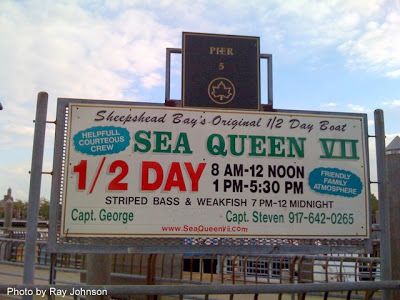 PIER
5
Sheepshead Bay's Original 1/2 Day Boat
HELPFULL
COURTEOUS
CREW
SEA QUEEN VII
1/2 DAY
8 AM-12 NOON
1 PM-5:30 PM
FRIENDLY
FAMILY
ATMOSPHERE
STRIPED BASS & WEAKFISH 7 PM-12 MIDNIGHT
Capt. George
Capt. Steven 917-642-0265
www.SeaQueenVii.com
Photo by Ray Johnson